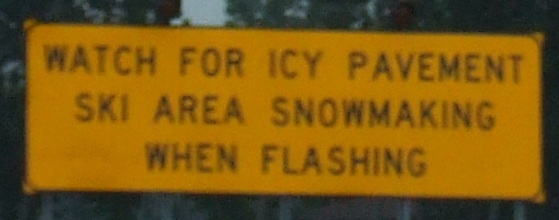 WATCH FOR ICY PAVEMENT
SKI AREA SNOWMAKING
WHEN FLASHING